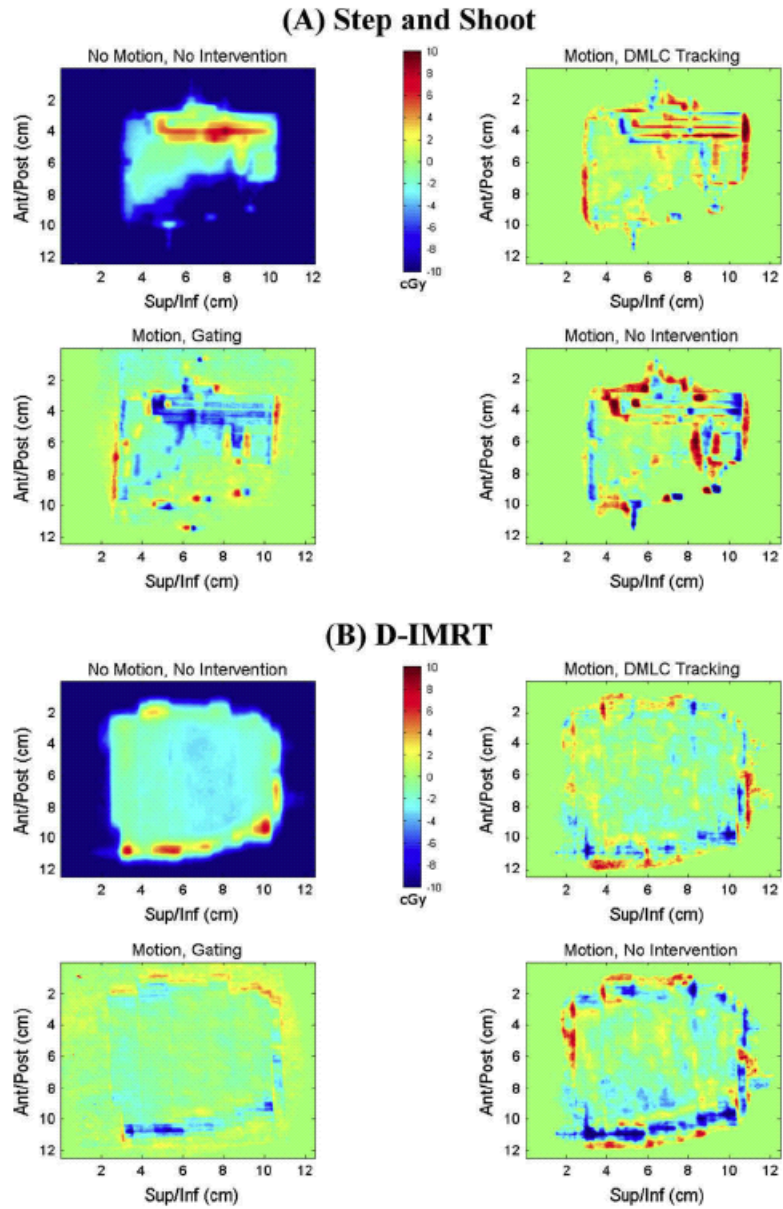 (A) Step and Shoot
No Motion, No Intervention
Ant/Post (cm)
2
4
6
8
10
12
2 4 6 8 10 12
Sup/Inf (cm)
10
8
6
4
2
0
-2
-4
-6
-8
-10
cGy
Motion, DMLC Tracking
Ant/Post (cm)
2
4
6
8
10
12
2 4 6 8 10 12
Sup/Inf (cm)
Motion, Gating
Ant/Post (cm)
2
4
6
8
10
12
2 4 6 8 10 12
Sup/Inf (cm)
Motion, No Intervention
Ant/Post (cm)
2
4
6
8
10
12
2 4 6 8 10 12
Sup/Inf (cm)
(B) D-IMRT
No Motion, No Intervention
Ant/Post (cm)
2
4
6
8
10
12
2 4 6 8 10 12
Sup/Inf (cm)
10
8
6
4
2
0
-2
-4
-6
-8
-10
cGy
Motion, DMLC Tracking
Ant/Post (cm)
2
4
6
8
10
12
2 4 6 8 10 12
Sup/Inf (cm)
Motion, Gating
Ant/Post (cm)
2
4
6
8
10
12
2 4 6 8 10 12
Sup/Inf (cm)
Motion, No Intervention
Ant/Post (cm)
2
4
6
8
10
12
2 4 6 8 10 12
Sup/Inf (cm)